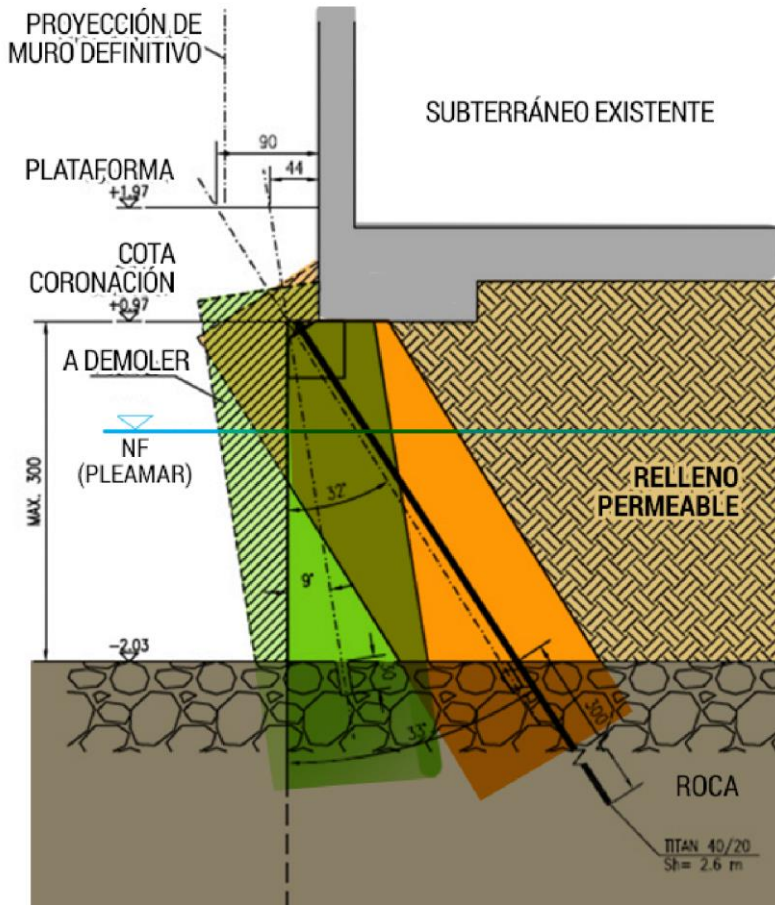 PROYECCIÓN DE
MURO DEFINITIVO
SUBTERRÁNEO EXISTENTE
90
44
PLATAFORMA
+1.97
COTA
CORONACIÓN
+0.97
A DEMOLER
NF
(PLEAMAR)
MAX. 300
RELLENO
PERMEABLE
32°
9°
-2.03
33°
300
ROCA
TITAN 40/20
Sh= 2.6 m